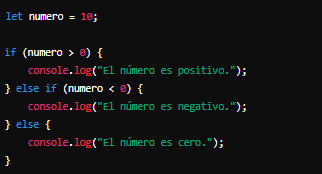 let numero = 10;
if (numero > 0) {
console.log("El número es positivo.");
} else if (numero < 0) {
console.log("El número es negativo.");
} else {
console.log("El número es cero.");
}